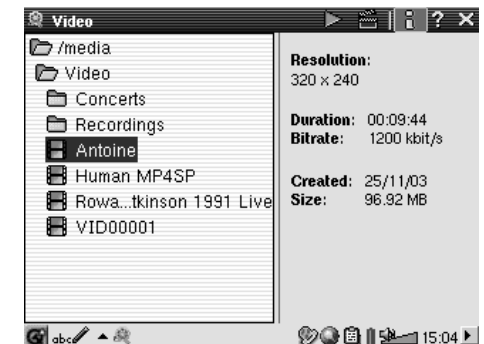 Video ?
/media
Video
Concerts
Recordings
Antoine
Human MP4SP
Rowa...tkinson 1991 Live
VID00001
Resolution:
320 x 240
Duration: 00:09:44
Bitrate: 1200 kbit/s
Created: 25/11/03
Size: 96.92 MB
abc 15:04